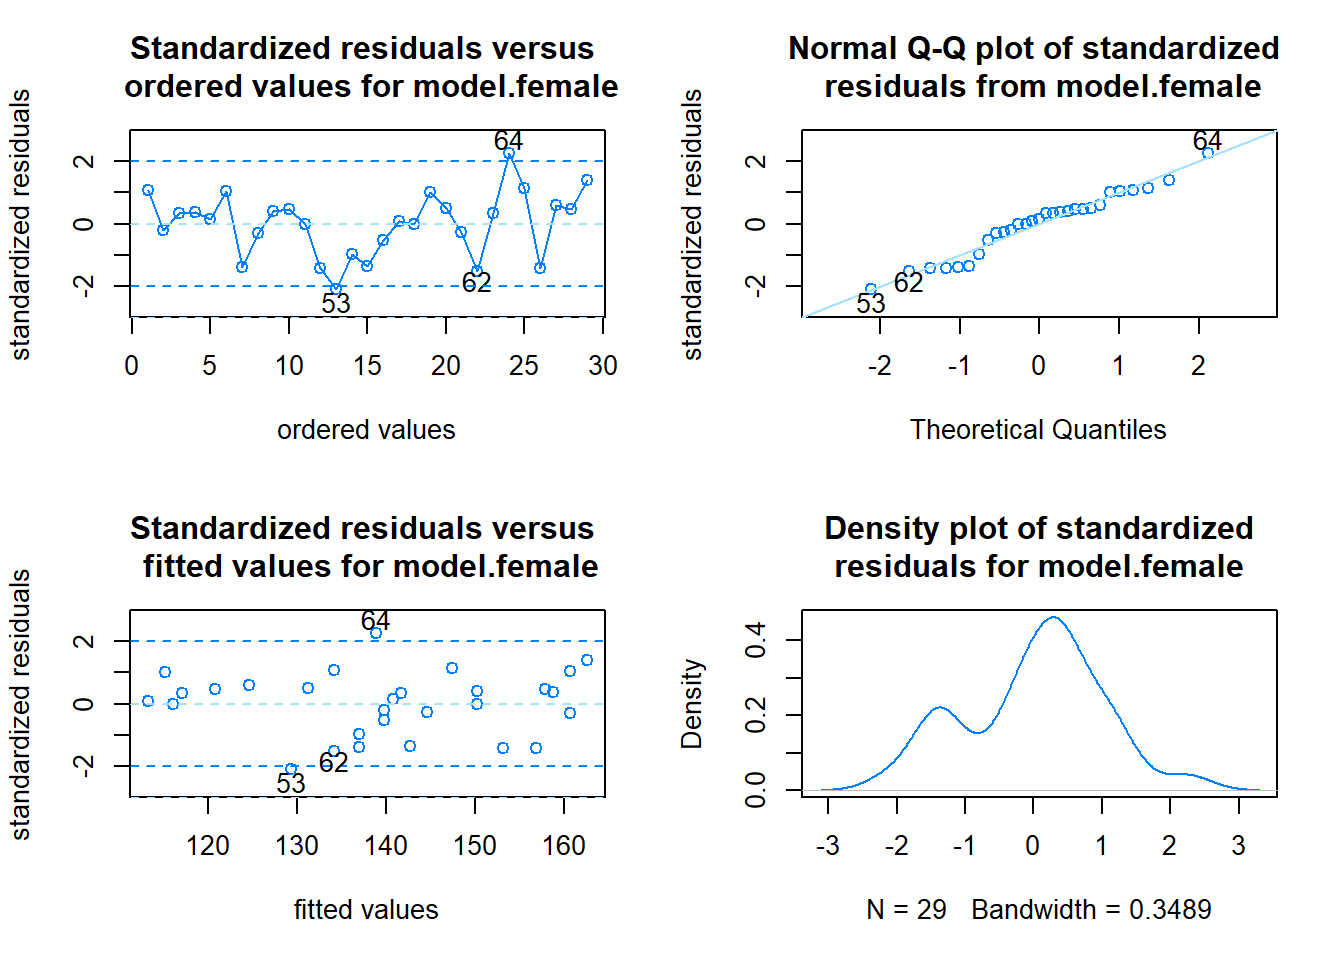 Standardized residuals versus
ordered values for model.female
standardized residuals
2
0
-2
64
62
53
0 5 10 15 20 25 30
ordered values
Normal Q-Q plot of standardized
residuals from model.female
standardized residuals
2
0
-2
64
62
53
-2 -1 0 1 2
Theoretical Quantiles
Standardized residuals versus
fitted values for model.female
standardized residuals
2
0
-2
64
62
53
120 130 140 150 160
fitted values
Density plot of standardized
residuals for model.female
Density
0.4
0.2
0.0
-3 -2 -1 0 1 2 3
N = 29 Bandwidth = 0.3489